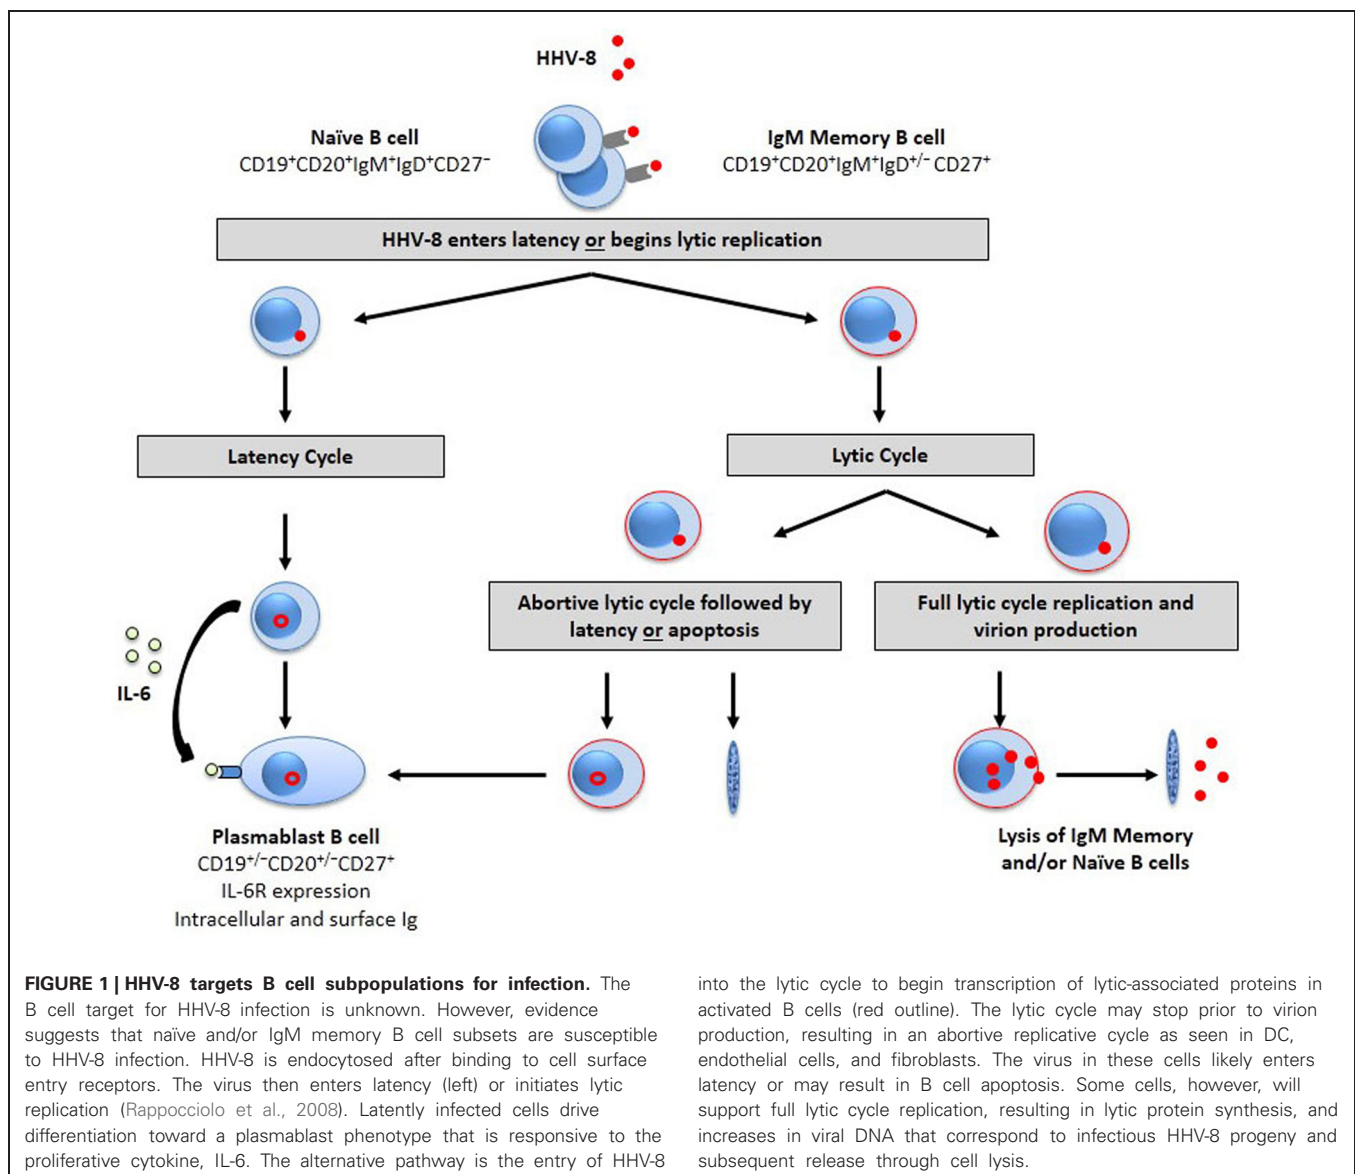 HHV-8
Naïve B cell
CD19⁺CD20⁺IgM⁺IgD⁺CD27⁻
IgM Memory B cell
CD19⁺CD20⁺IgM⁺IgD⁺/⁻ CD27⁺
HHV-8 enters latency or begins lytic replication
Latency Cycle
Lytic Cycle
Abortive lytic cycle followed by
latency or apoptosis
Full lytic cycle replication and
virion production
IL-6
Plasmablast B cell
CD19⁺/⁻CD20⁺/⁻CD27⁺
IL-6R expression
Intracellular and surface Ig
Lysis of IgM Memory
and/or Naïve B cells
FIGURE 1 | HHV-8 targets B cell subpopulations for infection. The
B cell target for HHV-8 infection is unknown. However, evidence
suggests that naïve and/or IgM memory B cell subsets are susceptible
to HHV-8 infection. HHV-8 is endocytosed after binding to cell surface
entry receptors. The virus then enters latency (left) or initiates lytic
replication (Rappocciolo et al., 2008). Latently infected cells drive
differentiation toward a plasmablast phenotype that is responsive to the
proliferative cytokine, IL-6. The alternative pathway is the entry of HHV-8
into the lytic cycle to begin transcription of lytic-associated proteins in
activated B cells (red outline). The lytic cycle may stop prior to virion
production, resulting in an abortive replicative cycle as seen in DC,
endothelial cells, and fibroblasts. The virus in these cells likely enters
latency or may result in B cell apoptosis. Some cells, however, will
support full lytic cycle replication, resulting in lytic protein synthesis, and
increases in viral DNA that correspond to infectious HHV-8 progeny and
subsequent release through cell lysis.